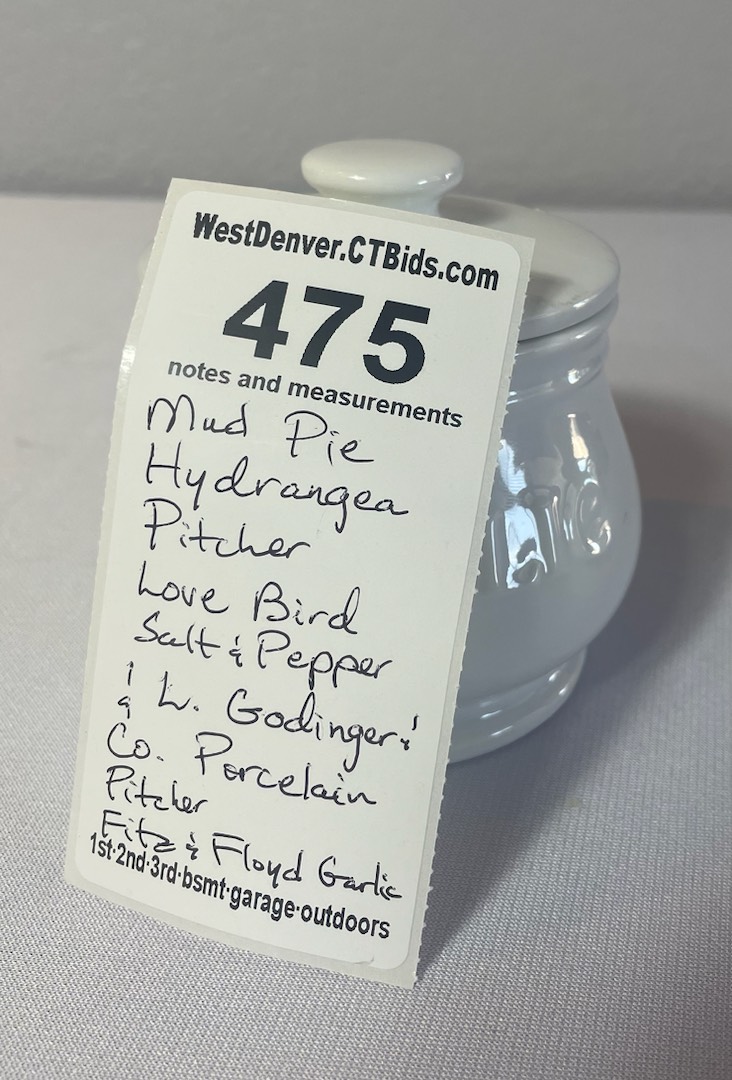 WestDenver.CTBids.com
475
notes and measurements
Mud Pie
Hydrangea
Pitcher
Love Bird
Salt & Pepper
L. Godinger &
Co. Porcelain
Pitcher
Fitz & Floyd Garlic
1st·2nd·3rd·bsmt·garage·outdoors